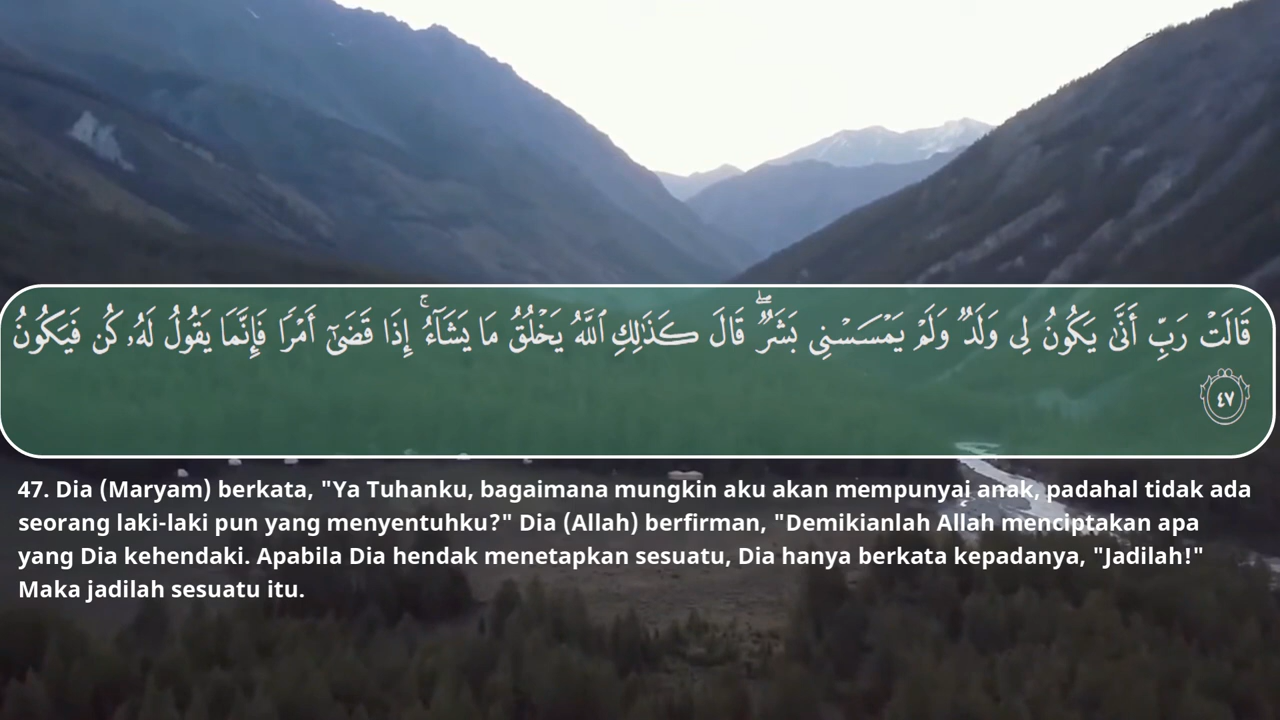 قَالَتۡ رَبِّ أَنَّىٰ يَكُونُ لِي وَلَدٞ وَلَمۡ يَمۡسَسۡنِي بَشَرٞۖ قَالَ كَذَٰلِكِ ٱللَّهُ يَخۡلُقُ مَا يَشَآءُۚ إِذَا قَضَىٰٓ أَمۡرٗا فَإِنَّمَا يَقُولُ لَهُۥ كُن فَيَكُونُ
٤٧
47. Dia (Maryam) berkata, "Ya Tuhanku, bagaimana mungkin aku akan mempunyai anak, padahal tidak ada
seorang laki-laki pun yang menyentuhku?" Dia (Allah) berfirman, "Demikianlah Allah menciptakan apa
yang Dia kehendaki. Apabila Dia hendak menetapkan sesuatu, Dia hanya berkata kepadanya, "Jadilah!"
Maka jadilah sesuatu itu.